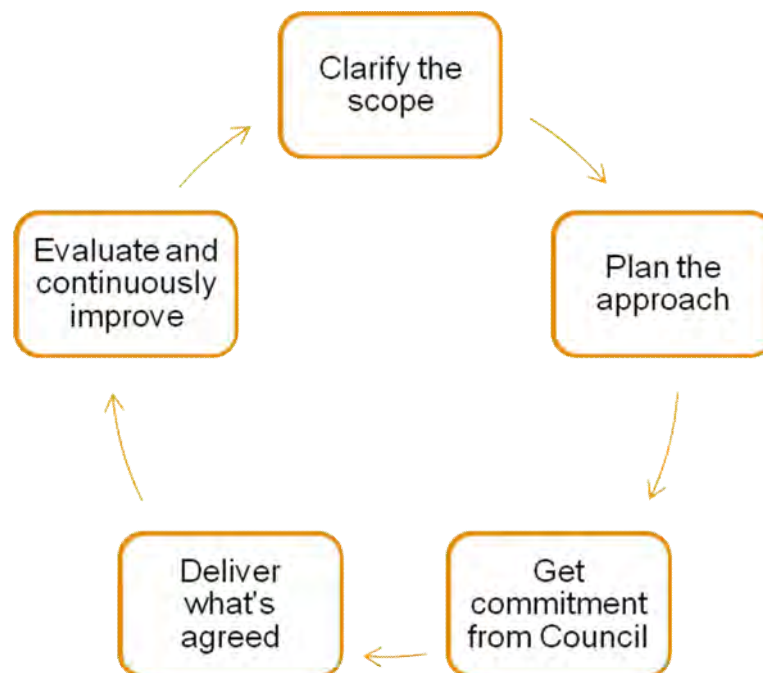 Clarify the
scope
Plan the
approach
Get
commitment
from Council
Deliver
what's
agreed
Evaluate and
continuously
improve